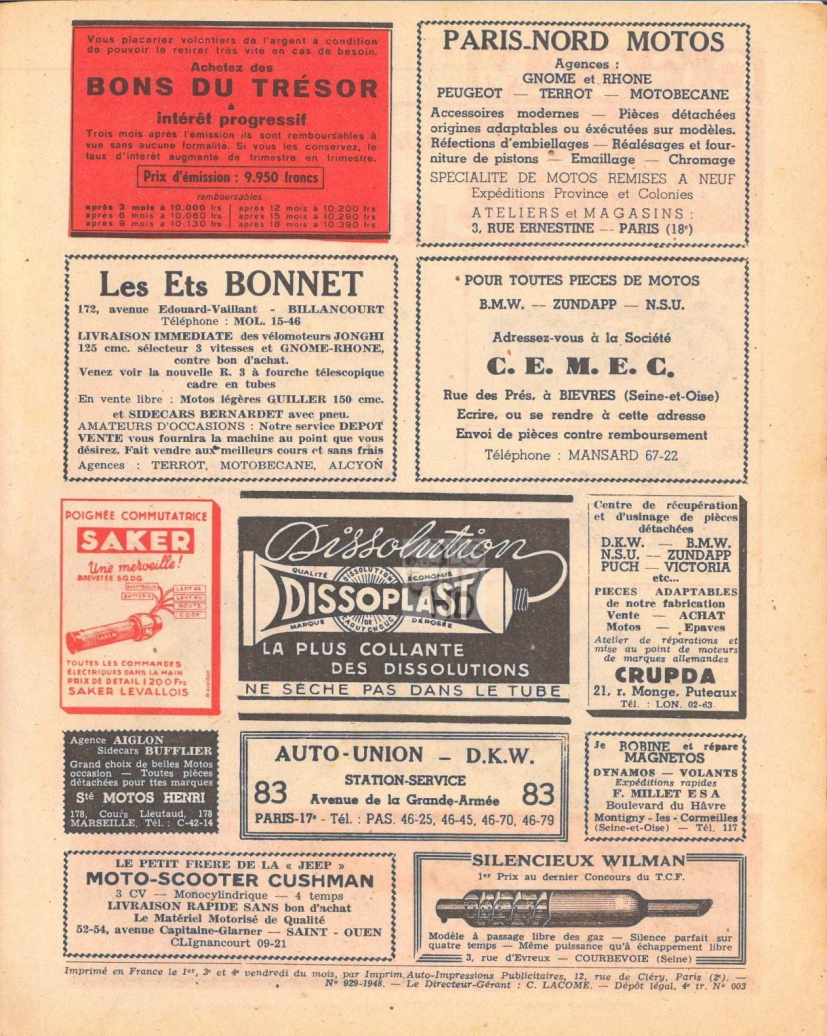 Vous placeriez volontiers de l'argent à condition
de pouvoir le retirer très vite en cas de besoin.
Achetez des
BONS DU TRÉSOR
à
intérêt progressif
Trois mois après l'émission ils sont remboursables à
vue sans aucune formalité. Si vous les conservez, le
taux d'intérêt augmente de trimestre en trimestre.
Prix d'émission : 9.950 francs
remboursables
après 3 mois à 10.000 frs | après 12 mois à 10.200 frs
après 6 mois à 10.060 frs | après 15 mois à 10.290 frs
après 9 mois à 10.130 frs | après 18 mois à 10.390 frs
PARIS-NORD MOTOS
Agences :
GNOME et RHONE
PEUGEOT — TERROT — MOTOBECANE
Accessoires modernes — Pièces détachées
origines adaptables ou éxécutées sur modèles.
Réfections d'embiellages — Réalésages et four-
niture de pistons — Emaillage — Chromage
SPECIALITE DE MOTOS REMISES A NEUF
Expéditions Province et Colonies
ATELIERS et MAGASINS :
3, RUE ERNESTINE — PARIS (18e)
Les Ets BONNET
172, avenue Edouard-Vaillant - BILLANCOURT
Téléphone : MOL. 15-46
LIVRAISON IMMEDIATE des vélomoteurs JONGHI
125 cmc. sélecteur 3 vitesses et GNOME-RHONE,
contre bon d'achat.
Venez voir la nouvelle R. 3 à fourche télescopique
cadre en tubes
En vente libre : Motos légères GUILLER 150 cmc.
et SIDECARS BERNARDET avec pneu.
AMATEURS D'OCCASIONS : Notre service DEPOT
VENTE vous fournira la machine au point que vous
désirez. Fait vendre aux meilleurs cours et sans frais
Agences : TERROT, MOTOBECANE, ALCYON
POUR TOUTES PIECES DE MOTOS
B.M.W. — ZUNDAPP — N.S.U.
Adressez-vous à la Société
C. E. M. E. C.
Rue des Prés, à BIEVRES (Seine-et-Oise)
Ecrire, ou se rendre à cette adresse
Envoi de pièces contre remboursement
Téléphone : MANSARD 67-22
POIGNÉE COMMUTATRICE
SAKER
Une merveille !
BREVETÉE S.G.D.G.
ROUTE
CODE
SAKER
TOUTES LES COMMANDES
ÉLECTRIQUES DANS LA MAIN
PRIX DE DETAIL 1200 Frs
SAKER LEVALLOIS
Dissolution
QUALITÉ
DISSOLUTION
ÉCONOMIE
DISSOPLAST
MARQUE
DE
CAOUTCHOUC
DÉPOSÉE
LA PLUS COLLANTE
DES DISSOLUTIONS
NE SÈCHE PAS DANS LE TUBE
Centre de récupération
et d'usinage de pièces
détachées
D.K.W. — B.M.W.
N.S.U. — ZUNDAPP
PUCH — VICTORIA
etc...
PIECES ADAPTABLES
de notre fabrication
Vente — ACHAT
Motos — Epaves
Atelier de réparations et
mise au point de moteurs
de marques allemandes
CRUPDA
21, r. Monge, Puteaux
Tél. : LON. 02-63
Agence AIGLON
Sidecars BUFFLIER
Grand choix de belles Motos
occasion — Toutes pièces
détachées pour ttes marques
Sté MOTOS HENRI
178, Cours Lieutaud, 178
MARSEILLE. Tél. : C-42-14
AUTO-UNION — D.K.W.
STATION-SERVICE
83 Avenue de la Grande-Armée 83
PARIS-17e - Tél. : PAS. 46-25, 46-45, 46-70, 46-79
Je BOBINE et répare
MAGNETOS
DYNAMOS — VOLANTS
Expéditions rapides
F. MILLET E S A
Boulevard du Hâvre
Montigny - les - Cormeilles
(Seine-et-Oise) — Tél. 117
LE PETIT FRERE DE LA « JEEP »
MOTO-SCOOTER CUSHMAN
3 CV — Monocylindrique — 4 temps
LIVRAISON RAPIDE SANS bon d'achat
Le Matériel Motorisé de Qualité
52-54, avenue Capitaine-Glarner — SAINT - OUEN
CLIgnancourt 09-21
SILENCIEUX WILMAN
1er Prix au dernier Concours du T.C.F.
Modèle à passage libre des gaz — Silence parfait sur
quatre temps — Même puissance qu'à échappement libre
3, rue d'Evreux — COURBEVOIE (Seine)
Imprimé en France le 1er, 3e et 4e vendredi du mois, par Imprim. Auto-Impressions Publicitaires, 12, rue de Cléry, Paris (2e). —
N° 929-1948. — Le Directeur-Gérant : C. LACOME. — Dépôt légal, 4e tr. N° 003